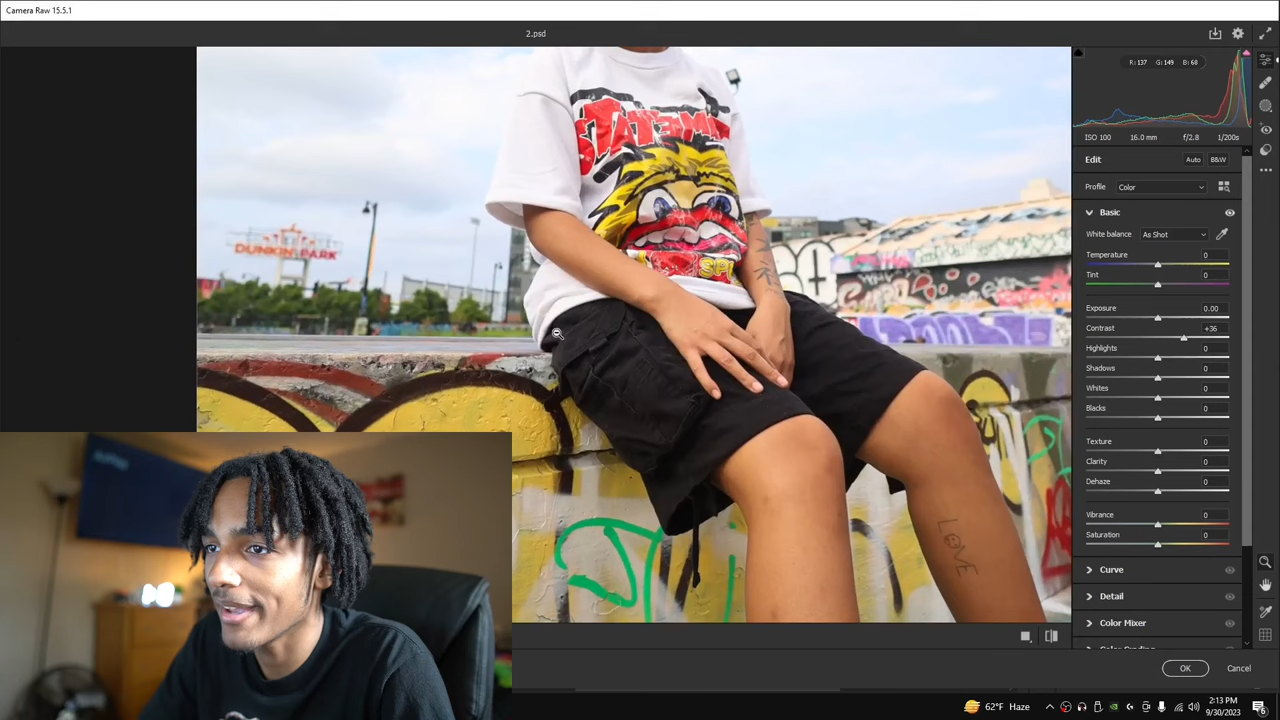 Camera Raw 15.5.1
2.psd
R: 137 G: 149 B: 68
ISO 100 16.0 mm f/2.8 1/200s
Edit Auto B&W
Profile Color
Basic
White balance As Shot
Temperature 0
Tint 0
Exposure 0.00
Contrast +36
Highlights 0
Shadows 0
Whites 0
Blacks 0
Texture 0
Clarity 0
Dehaze 0
Vibrance 0
Saturation 0
Curve
Detail
Color Mixer
DUNKIN' PARK
LOVE
OK Cancel
62°F Haze
2:13 PM
9/30/2023
6